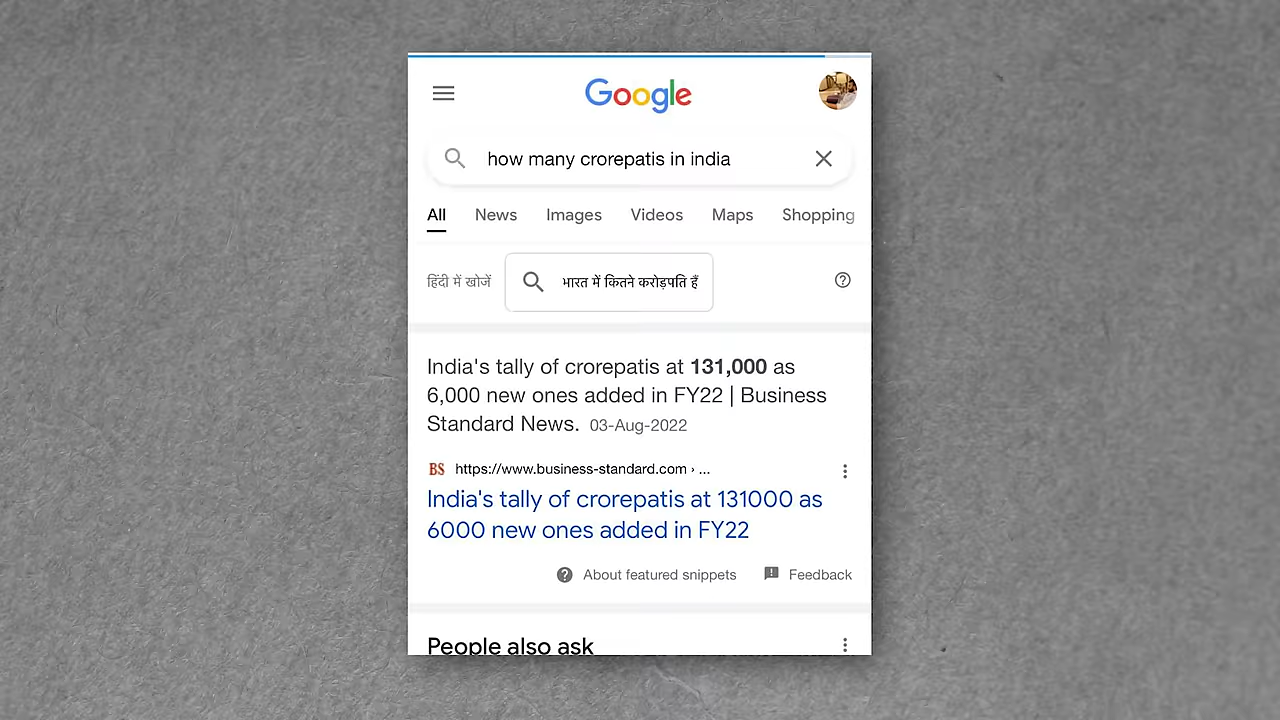 Google
how many crorepatis in india
All News Images Videos Maps Shopping
हिंदी में खोजें भारत में कितने करोड़पति हैं
India's tally of crorepatis at 131,000 as
6,000 new ones added in FY22 | Business
Standard News. 03-Aug-2022
BS https://www.business-standard.com › ...
India's tally of crorepatis at 131000 as
6000 new ones added in FY22
About featured snippets Feedback
People also ask